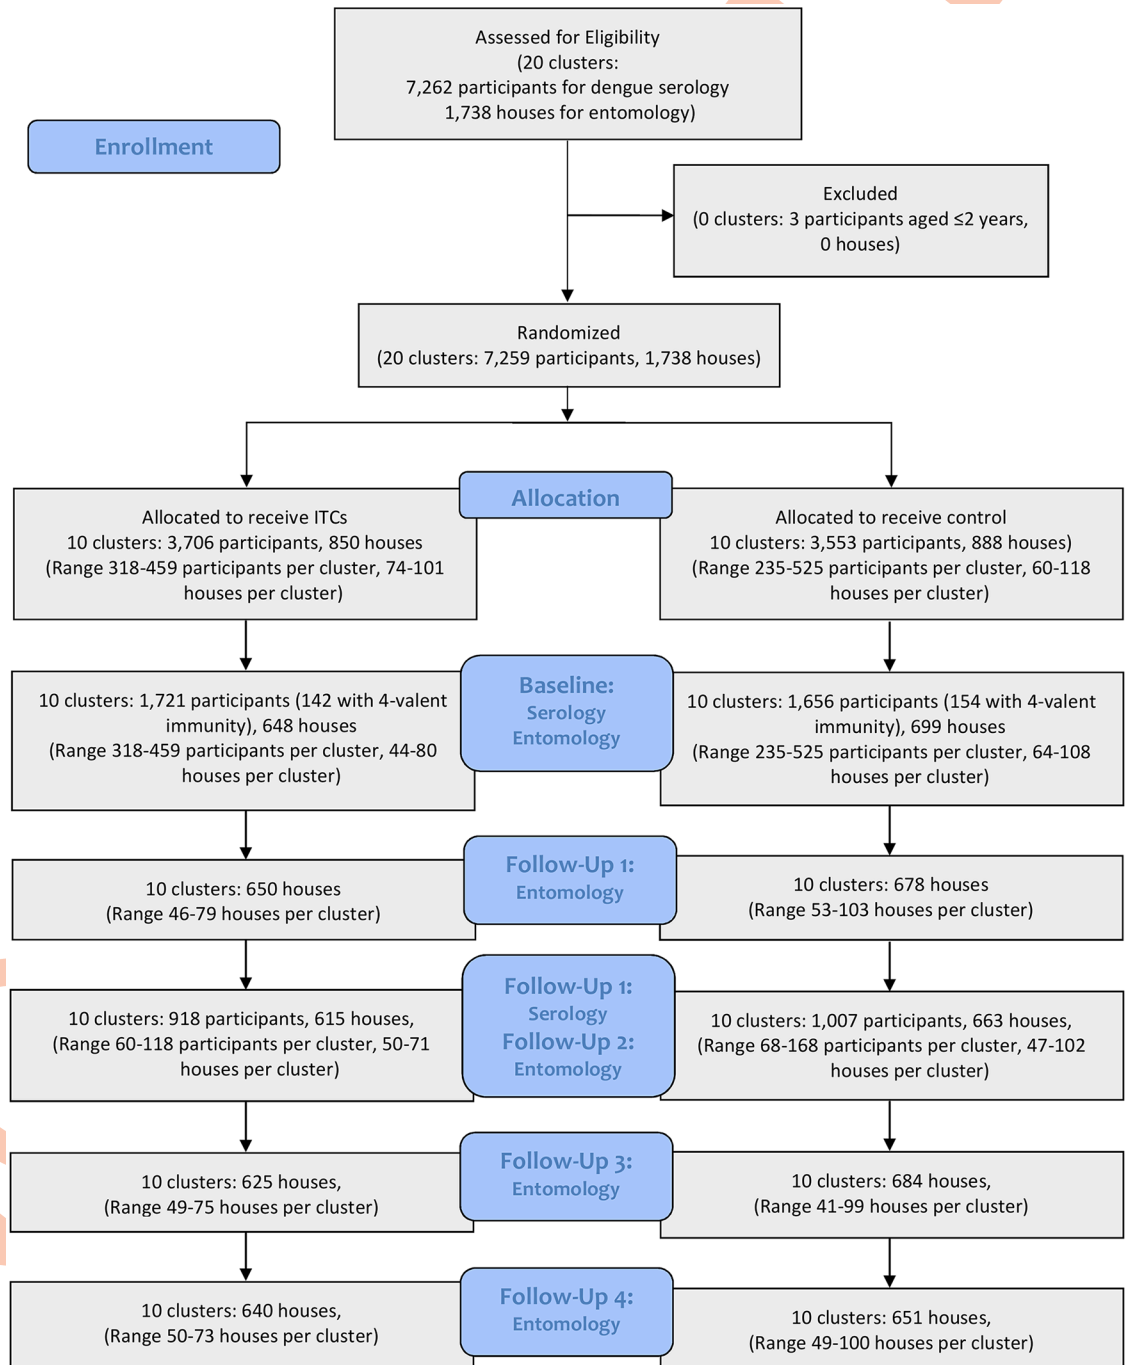 Assessed for Eligibility
(20 clusters:
7,262 participants for dengue serology
1,738 houses for entomology)
Enrollment
Excluded
(0 clusters: 3 participants aged ≤2 years,
0 houses)
Randomized
(20 clusters: 7,259 participants, 1,738 houses)
Allocation
Allocated to receive ITCs
10 clusters: 3,706 participants, 850 houses
(Range 318-459 participants per cluster, 74-101
houses per cluster)
Allocated to receive control
10 clusters: 3,553 participants, 888 houses)
(Range 235-525 participants per cluster, 60-118
houses per cluster)
Baseline:
Serology
Entomology
10 clusters: 1,721 participants (142 with 4-valent
immunity), 648 houses
(Range 318-459 participants per cluster, 44-80
houses per cluster)
10 clusters: 1,656 participants (154 with 4-valent
immunity), 699 houses
(Range 235-525 participants per cluster, 64-108
houses per cluster)
Follow-Up 1:
Entomology
10 clusters: 650 houses
(Range 46-79 houses per cluster)
10 clusters: 678 houses
(Range 53-103 houses per cluster)
Follow-Up 1:
Serology
Follow-Up 2:
Entomology
10 clusters: 918 participants, 615 houses,
(Range 60-118 participants per cluster, 50-71
houses per cluster)
10 clusters: 1,007 participants, 663 houses,
(Range 68-168 participants per cluster, 47-102
houses per cluster)
Follow-Up 3:
Entomology
10 clusters: 625 houses,
(Range 49-75 houses per cluster)
10 clusters: 684 houses,
(Range 41-99 houses per cluster)
Follow-Up 4:
Entomology
10 clusters: 640 houses,
(Range 50-73 houses per cluster)
10 clusters: 651 houses,
(Range 49-100 houses per cluster)